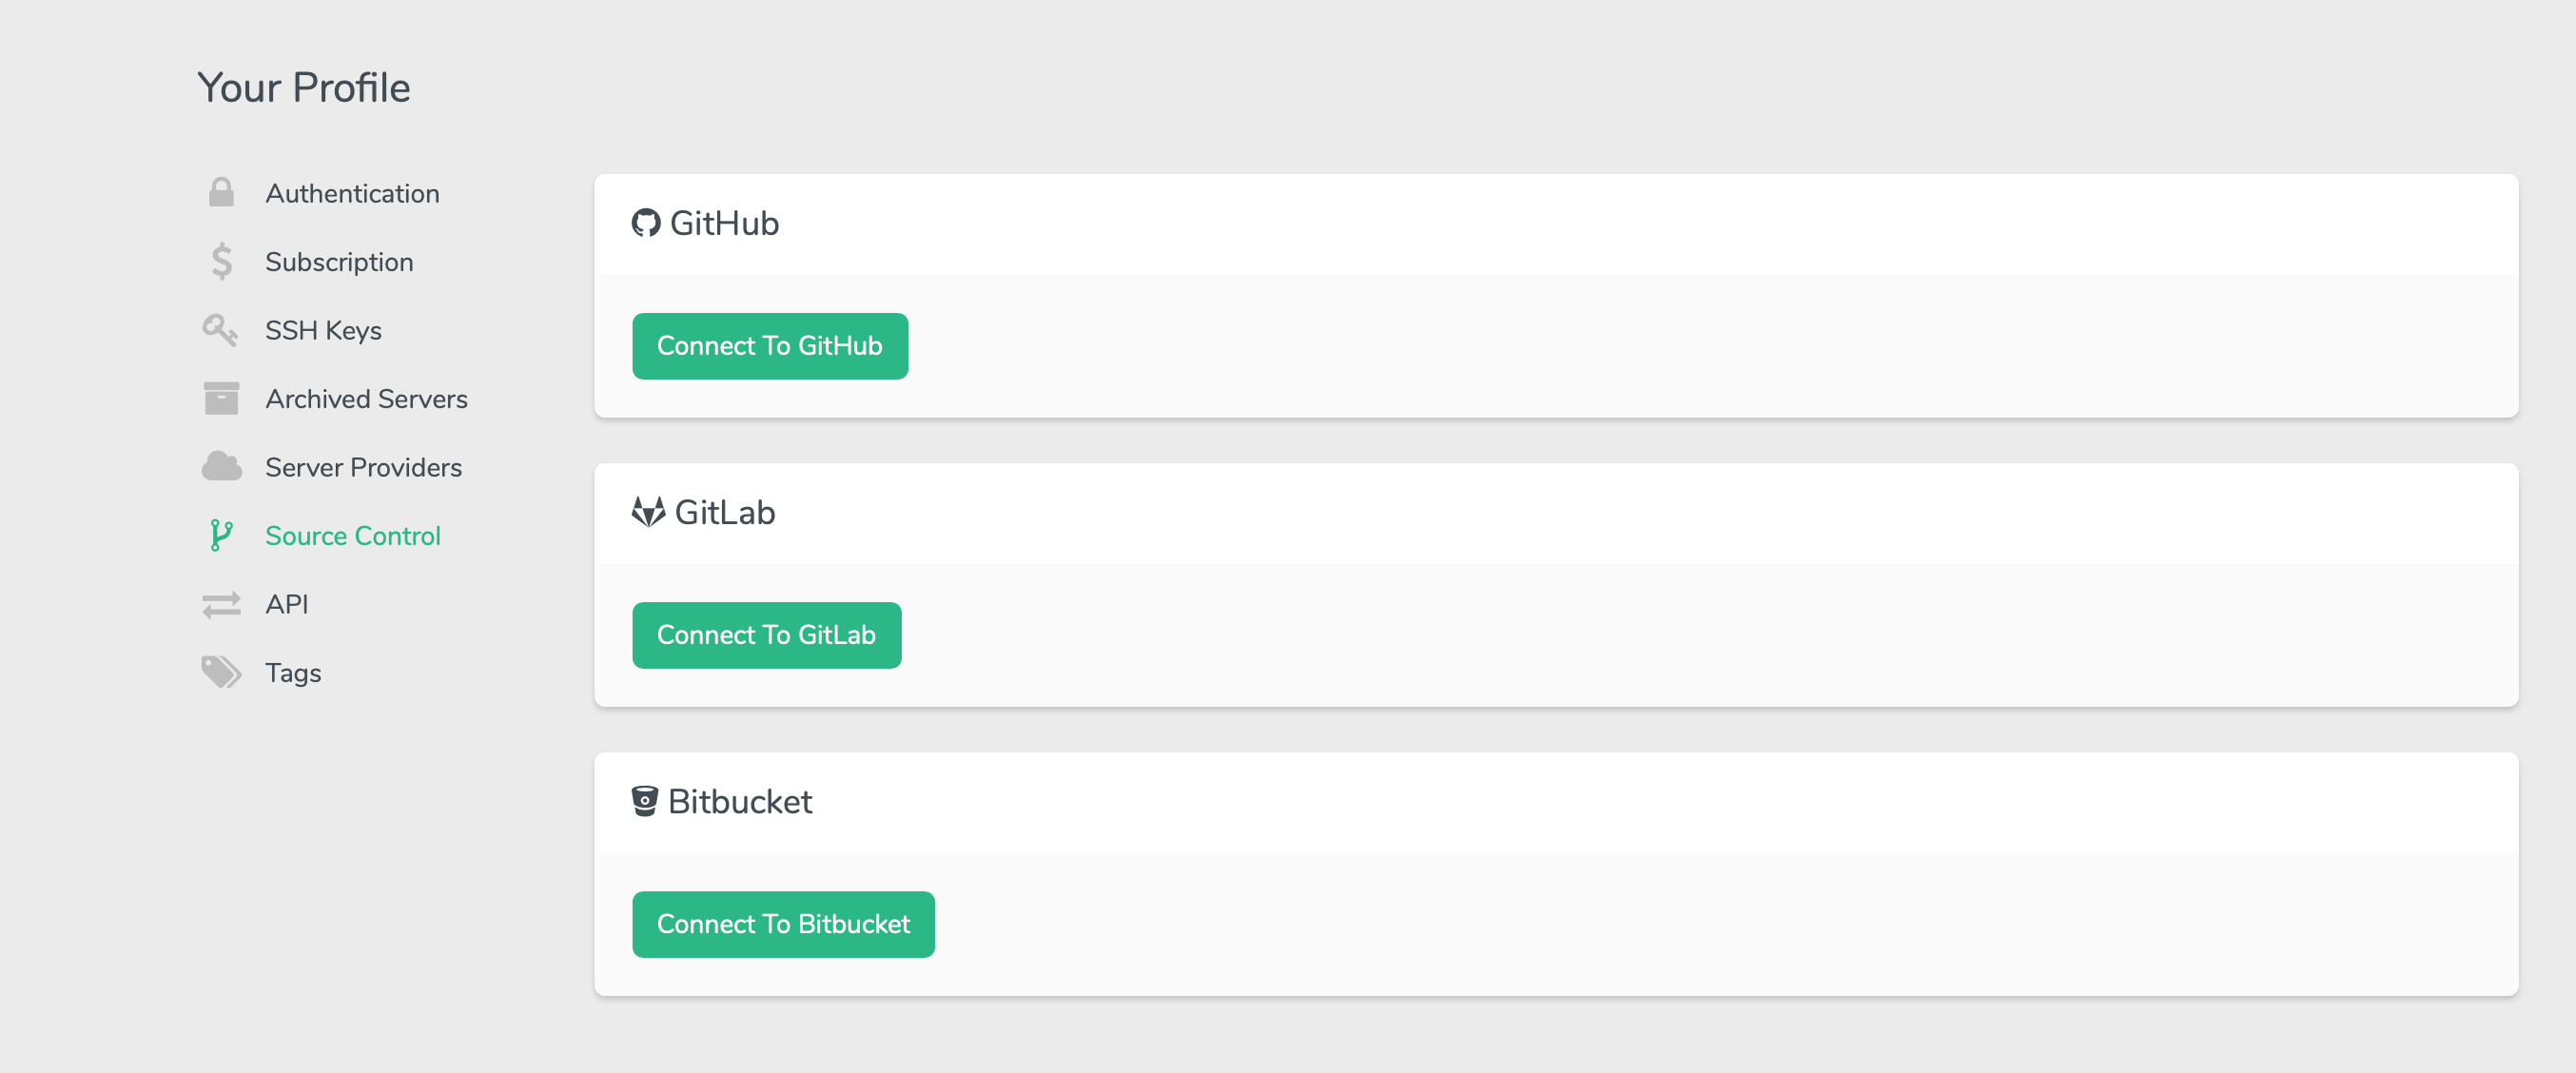 Your Profile
Authentication
Subscription
SSH Keys
Archived Servers
Server Providers
Source Control
API
Tags
GitHub
Connect To GitHub
GitLab
Connect To GitLab
Bitbucket
Connect To Bitbucket